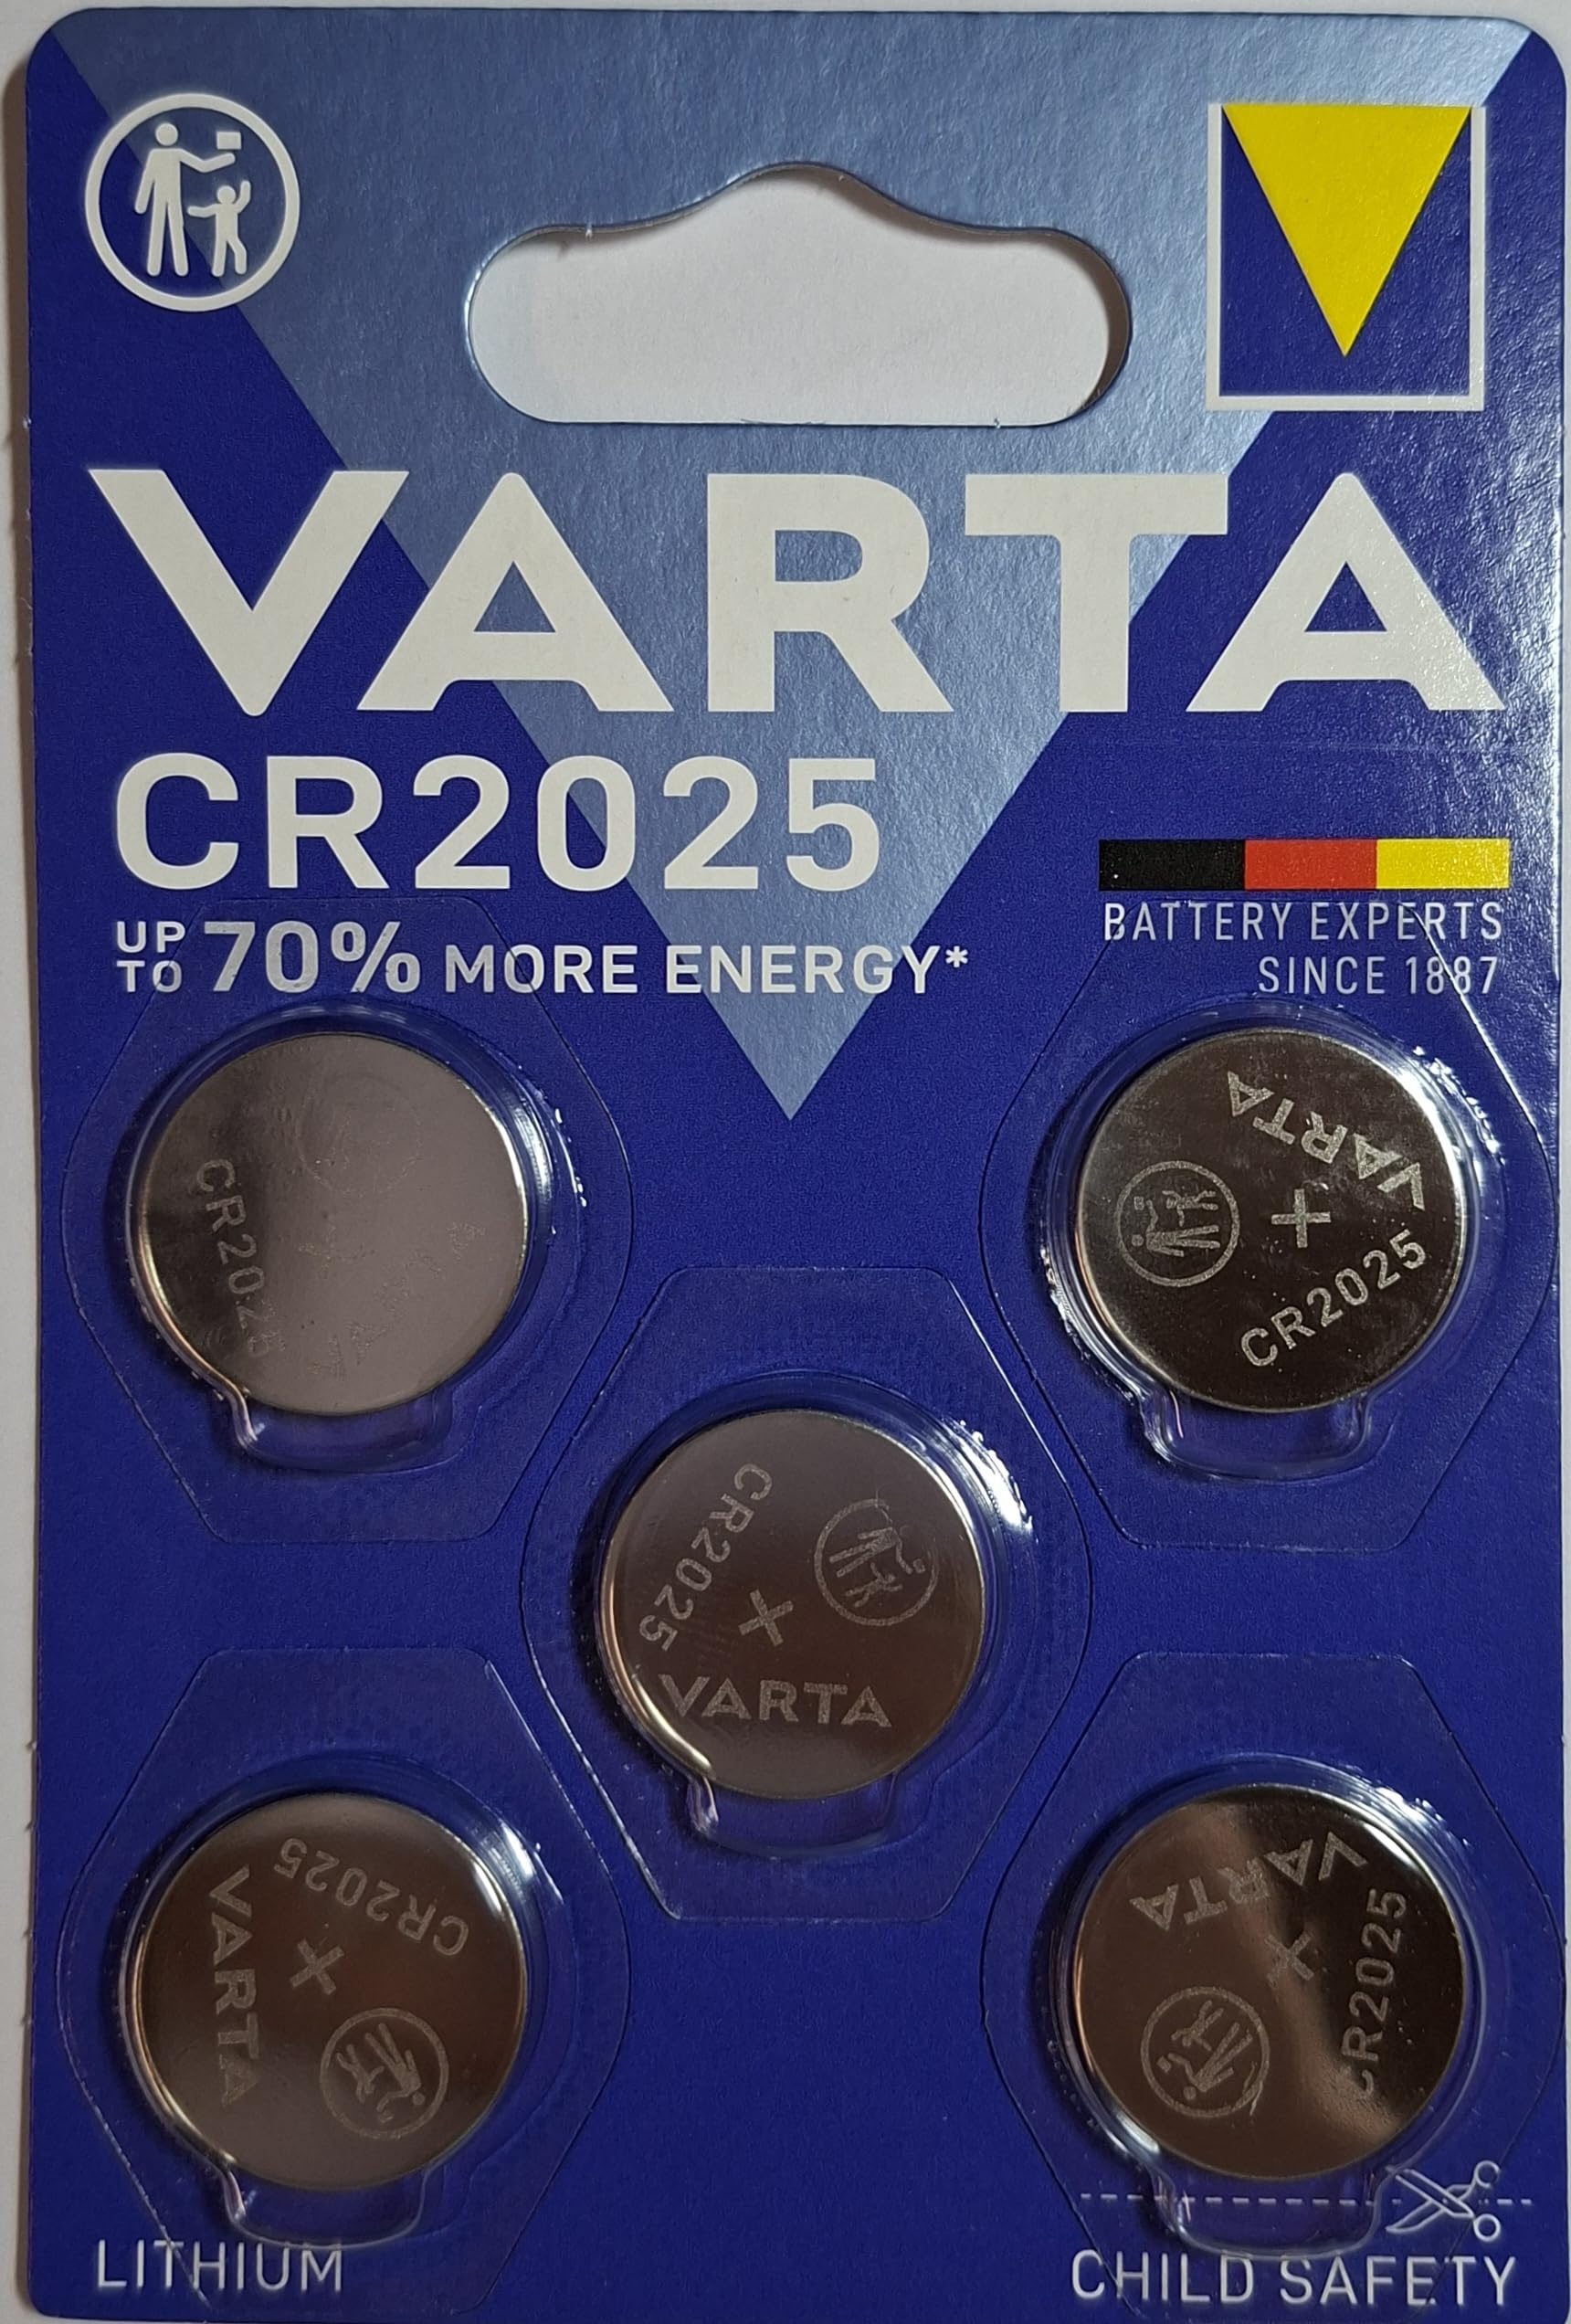 VARTA
CR2025
UP TO 70% MORE ENERGY*
BATTERY EXPERTS
SINCE 1887
CR2025
VARTA
VARTA
+
CR2025
CR2025
+
VARTA
CR2025
+
VARTA
VARTA
+
CR2025
LITHIUM
CHILD SAFETY